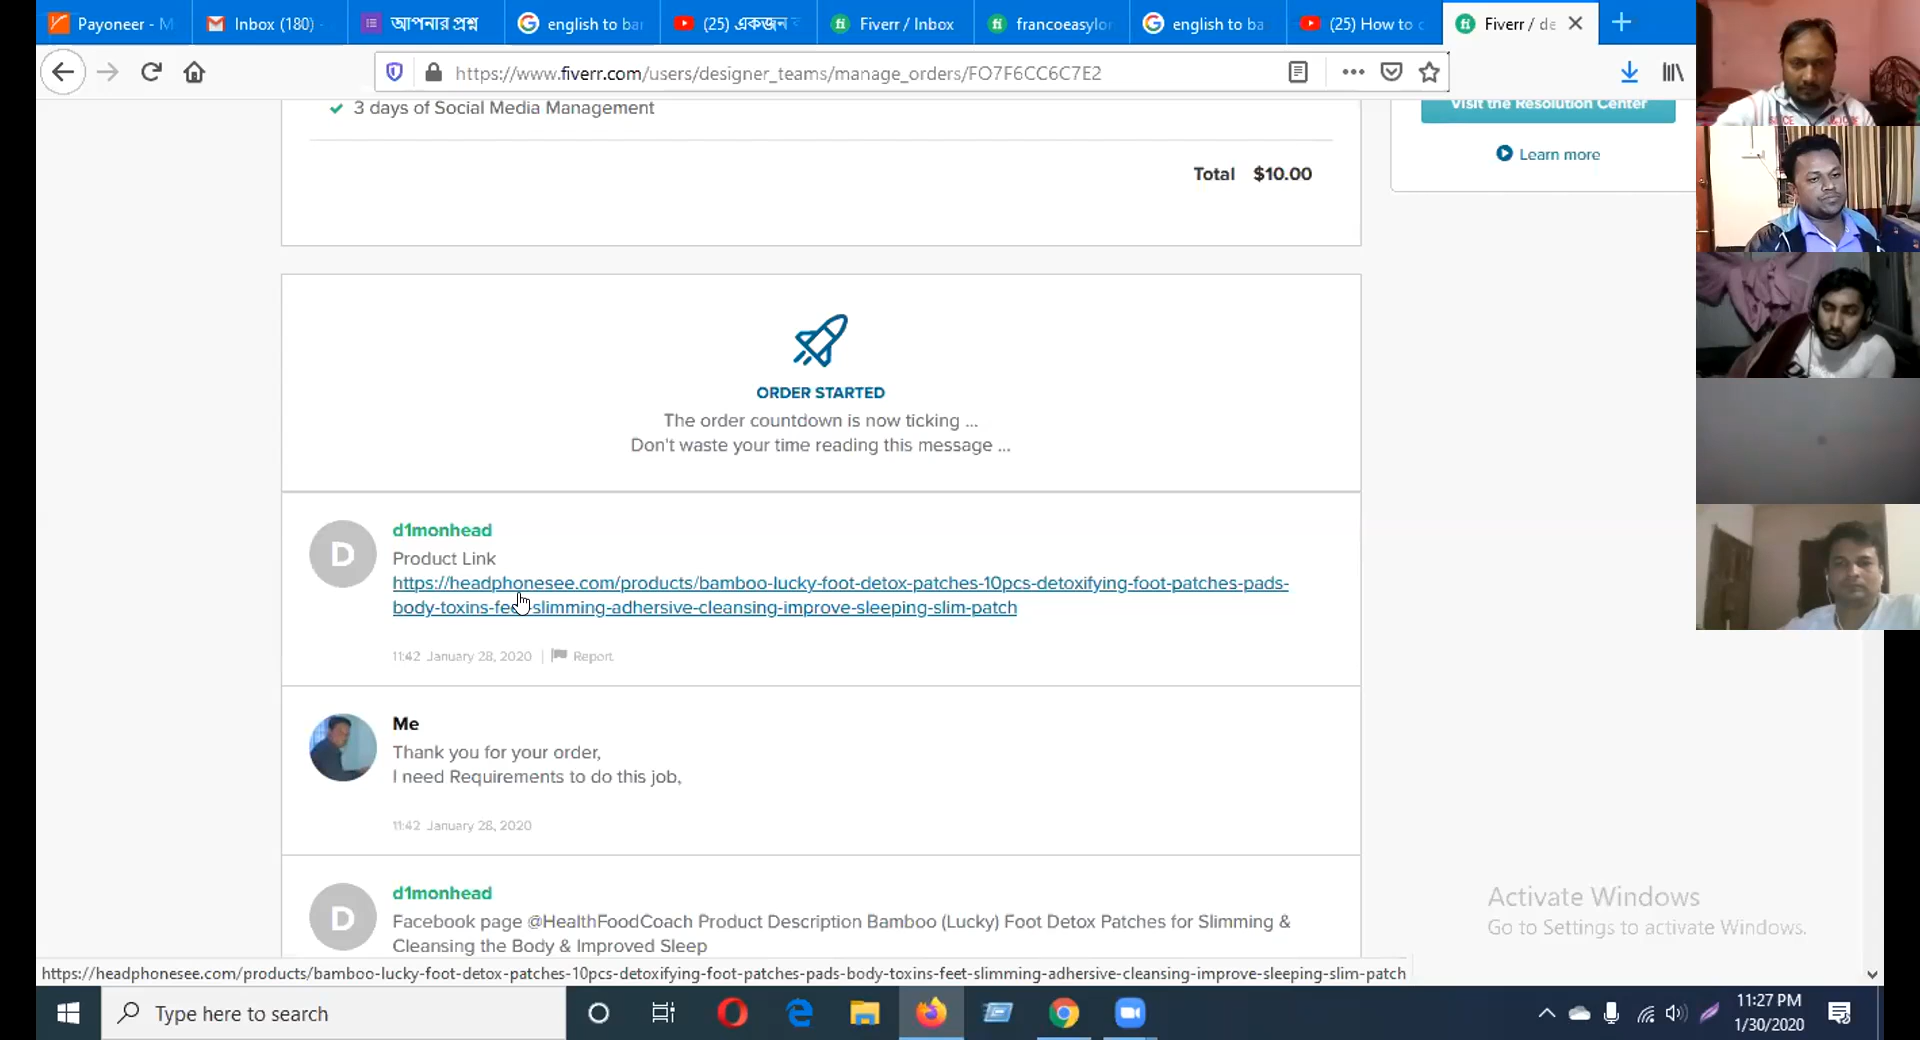 Payoneer - M
Inbox (180) -
আপনার প্রশ্ন
english to ba
(25) একজন
Fiverr / Inbox
francoeasylo
english to ba
(25) How to c
Fiverr / de
https://www.fiverr.com/users/designer_teams/manage_orders/FO7F6CC6C7E2
3 days of Social Media Management
Visit the Resolution Center
Learn more
Total $10.00
ORDER STARTED
The order countdown is now ticking ...
Don't waste your time reading this message ...
D
d1monhead
Product Link
https://headphonesee.com/products/bamboo-lucky-foot-detox-patches-10pcs-detoxifying-foot-patches-pads-
body-toxins-feet-slimming-adhersive-cleansing-improve-sleeping-slim-patch
11:42 January 28, 2020 | Report
Me
Thank you for your order,
I need Requirements to do this job,
11:42 January 28, 2020
D
d1monhead
Facebook page @HealthFoodCoach Product Description Bamboo (Lucky) Foot Detox Patches for Slimming &
Cleansing the Body & Improved Sleep
Activate Windows
Go to Settings to activate Windows.
https://headphonesee.com/products/bamboo-lucky-foot-detox-patches-10pcs-detoxifying-foot-patches-pads-body-toxins-feet-slimming-adhersive-cleansing-improve-sleeping-slim-patch
Type here to search
11:27 PM
1/30/2020